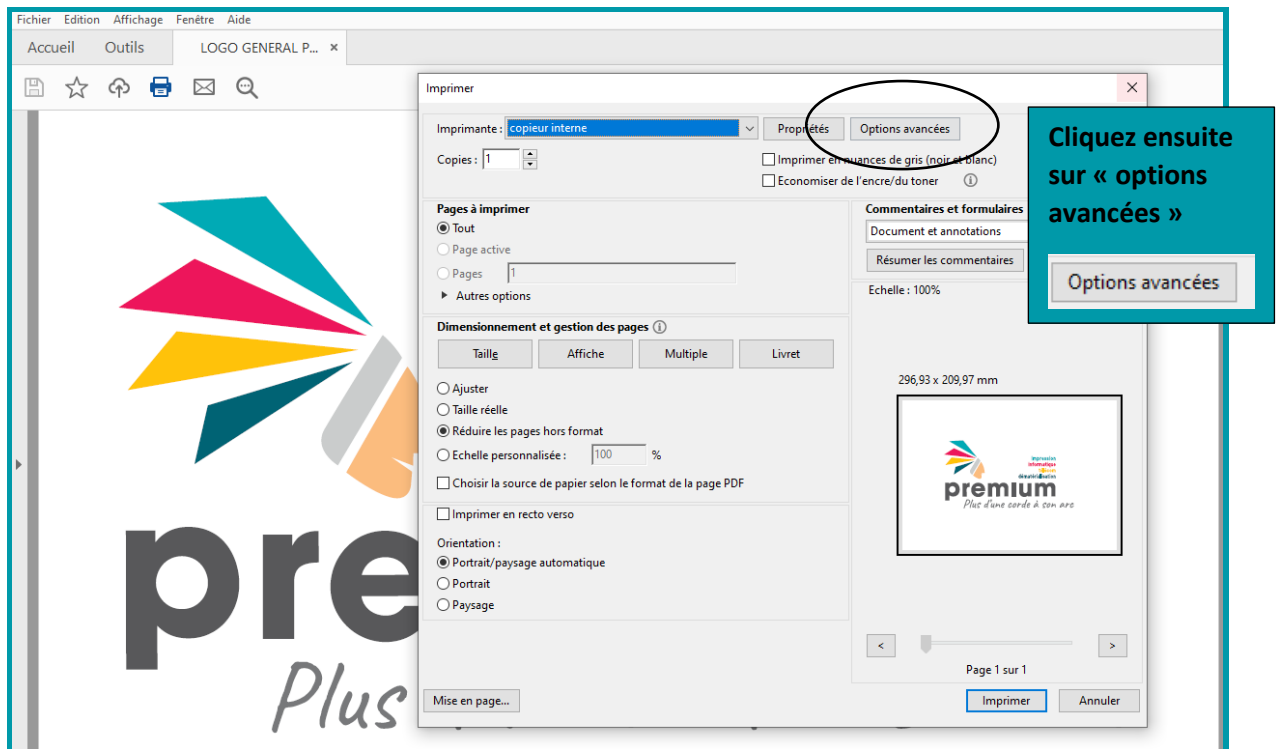 Fichier Edition Affichage Fenêtre Aide
Accueil Outils LOGO GENERAL P... ×
Imprimer
Imprimante : copieur interne Propriétés Options avancées
Copies : 1 Imprimer en nuances de gris (noir et blanc)
Economiser de l'encre/du toner
Cliquez ensuite
sur « options
avancées »
Options avancées
Pages à imprimer
Tout
Page active
Pages 1
Autres options
Commentaires et formulaires
Document et annotations
Résumer les commentaires
Echelle : 100%
Dimensionnement et gestion des pages
Taille Affiche Multiple Livret
Ajuster
Taille réelle
Réduire les pages hors format
Echelle personnalisée : 100 %
Choisir la source de papier selon le format de la page PDF
Imprimer en recto verso
Orientation :
Portrait/paysage automatique
Portrait
Paysage
296,93 x 209,97 mm
impression
informatique
dématérialisation
premium
Plus d'une corde à son arc
< >
Page 1 sur 1
Mise en page... Imprimer Annuler
pre
Plus